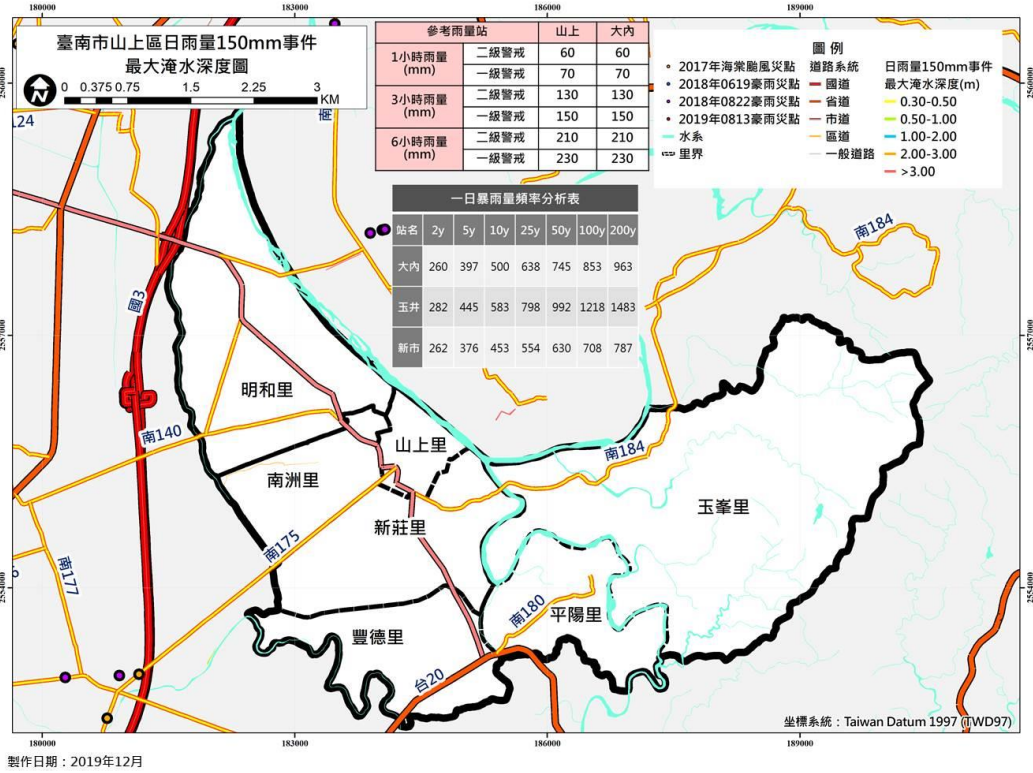 180000 183000 186000 189000
臺南市山上區日雨量150mm事件
最大淹水深度圖
N
0 0.375 0.75 1.5 2.25 3
KM
參考雨量站 山上 大內
1小時雨量
(mm)
二級警戒 60 60
一級警戒 70 70
3小時雨量
(mm)
二級警戒 130 130
一級警戒 150 150
6小時雨量
(mm)
二級警戒 210 210
一級警戒 230 230
圖 例
2017年海棠颱風災點
2018年0619豪雨災點
2018年0822豪雨災點
2019年0813豪雨災點
水系
里界
道路系統
國道
省道
市道
區道
一般道路
日雨量150mm事件
最大淹水深度(m)
0.30-0.50
0.50-1.00
1.00-2.00
2.00-3.00
>3.00
一日暴雨量頻率分析表
站名 2y 5y 10y 25y 50y 100y 200y
大內 260 397 500 638 745 853 963
玉井 282 445 583 798 992 1218 1483
新市 262 376 453 554 630 708 787
2560000
2560000
124
南
南184
國3
2557000
2557000
明和里
南140
山上里
南184
南洲里
玉峯里
新莊里
南175
南177
2554000
2554000
南180
平陽里
豐德里
台20
坐標系統：Taiwan Datum 1997 (TWD97)
180000 183000 186000 189000
製作日期：2019年12月